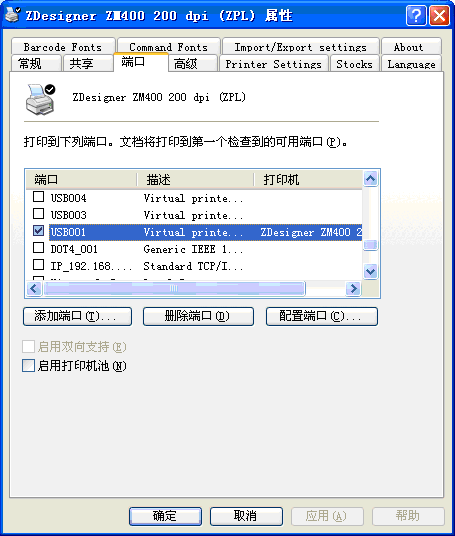 ZDesigner ZM400 200 dpi (ZPL) 属性
Barcode Fonts Command Fonts Import/Export settings About
常规 共享 端口 高级 Printer Settings Stocks Language
ZDesigner ZM400 200 dpi (ZPL)
打印到下列端口。文档将打印到第一个检查到的可用端口(P)。
端口 描述 打印机
USB004 Virtual printe...
USB003 Virtual printe...
USB001 Virtual printe... ZDesigner ZM400 2
DOT4_001 Generic IEEE 1...
IP_192.168.... Standard TCP/I...
添加端口(T)... 删除端口(D) 配置端口(C)...
启用双向支持(E)
启用打印机池(N)
确定 取消 应用(A) 帮助